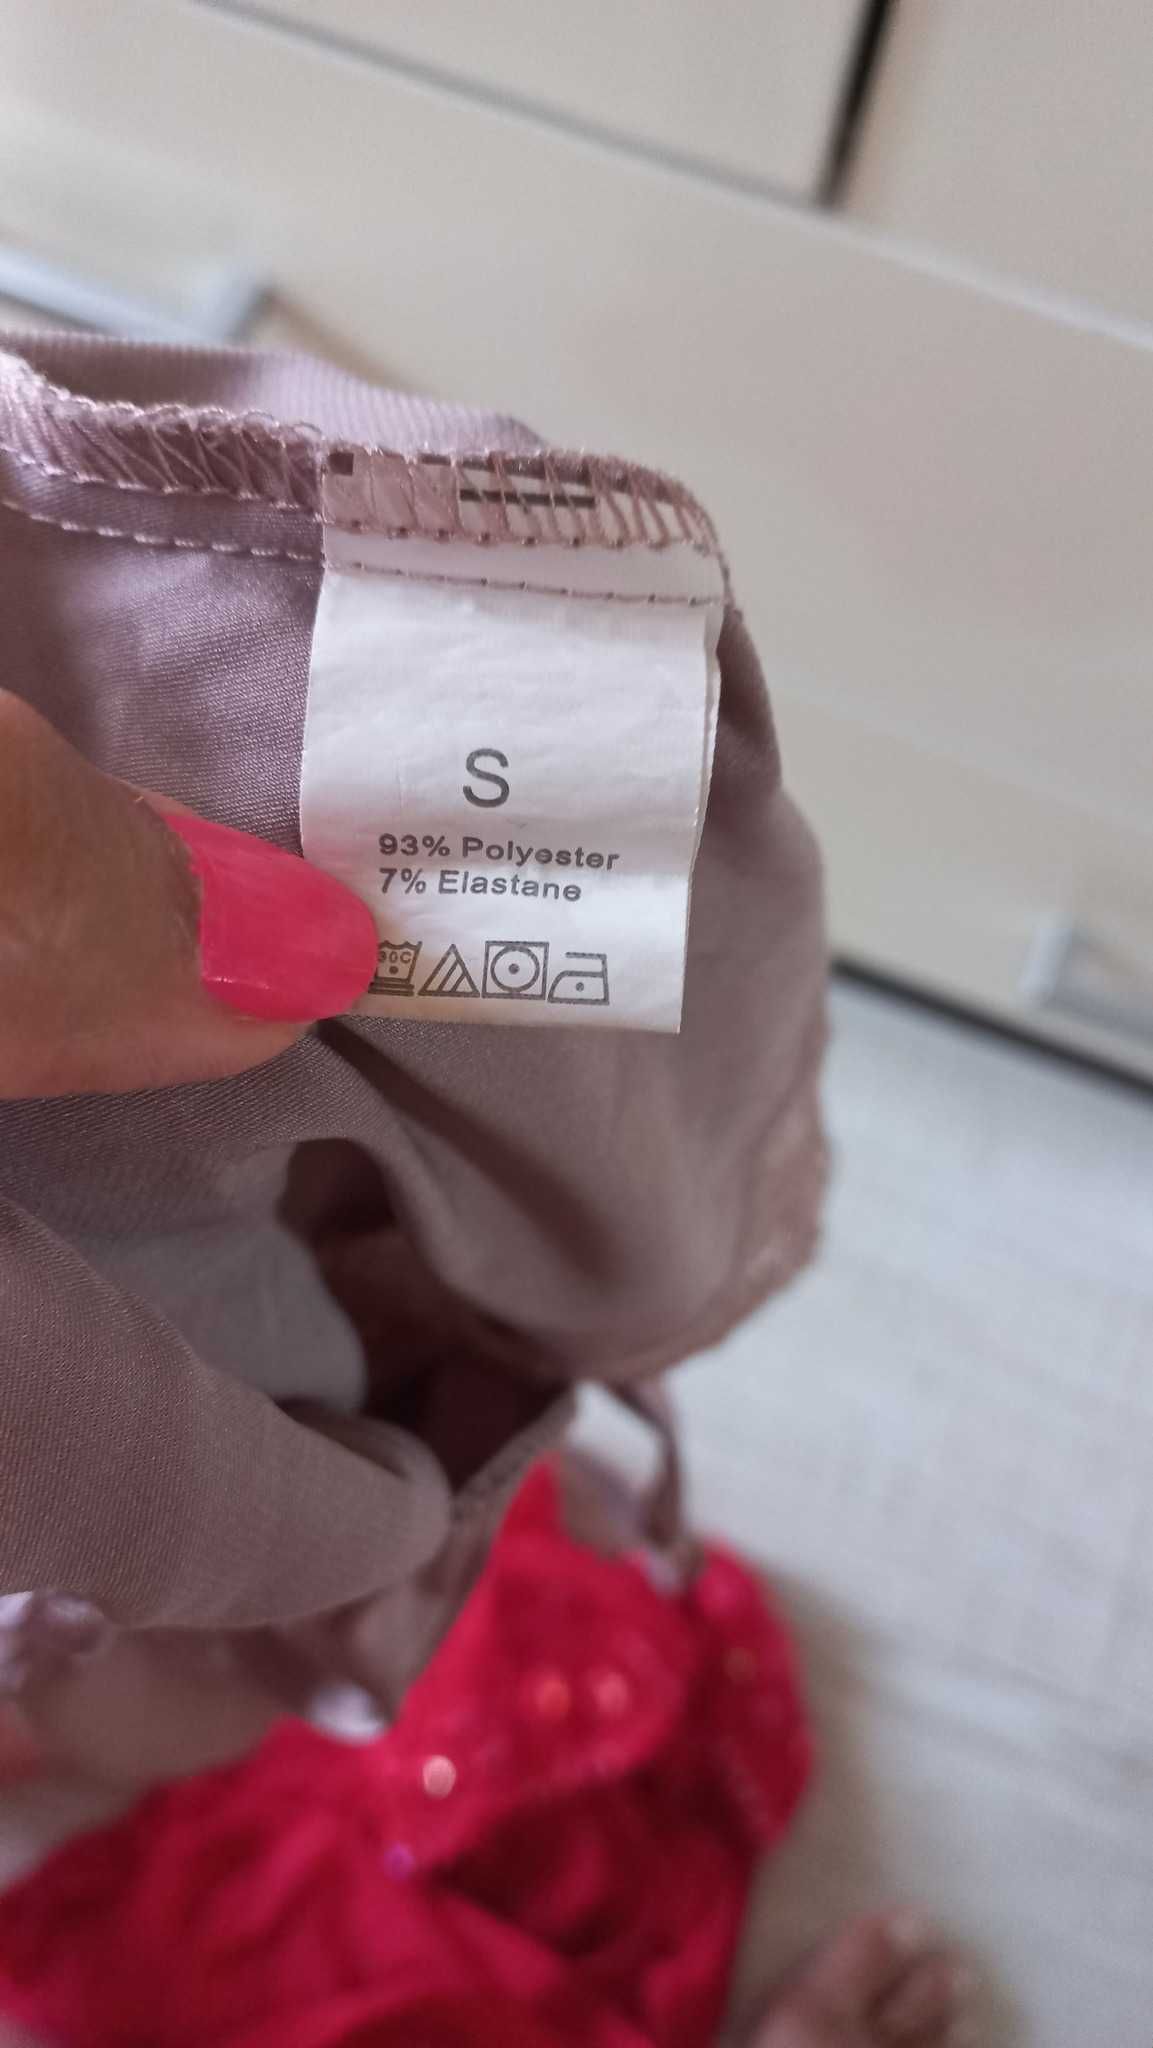 S
93% Polyester
7% Elastane
30C